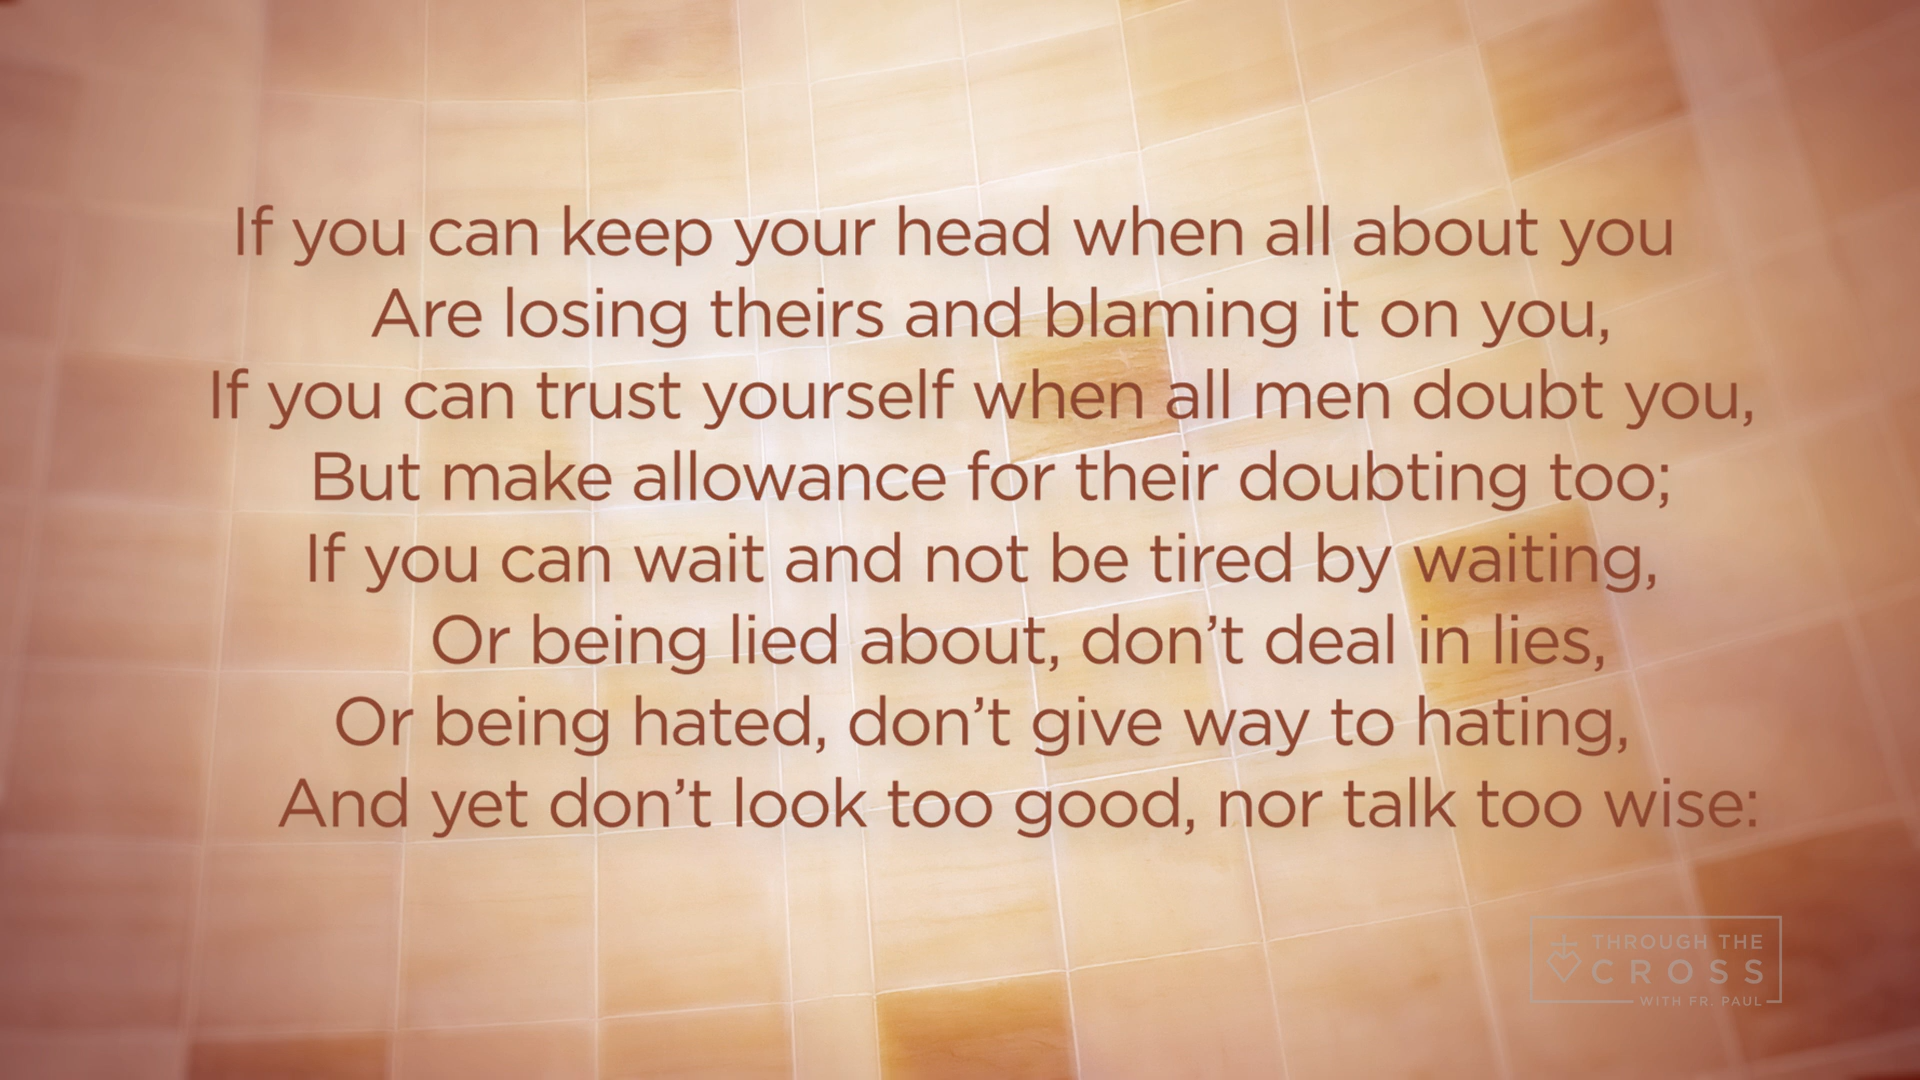 If you can keep your head when all about you
Are losing theirs and blaming it on you,
If you can trust yourself when all men doubt you,
But make allowance for their doubting too;
If you can wait and not be tired by waiting,
Or being lied about, don’t deal in lies,
Or being hated, don’t give way to hating,
And yet don’t look too good, nor talk too wise:
THROUGH THE
CROSS
WITH FR. PAUL